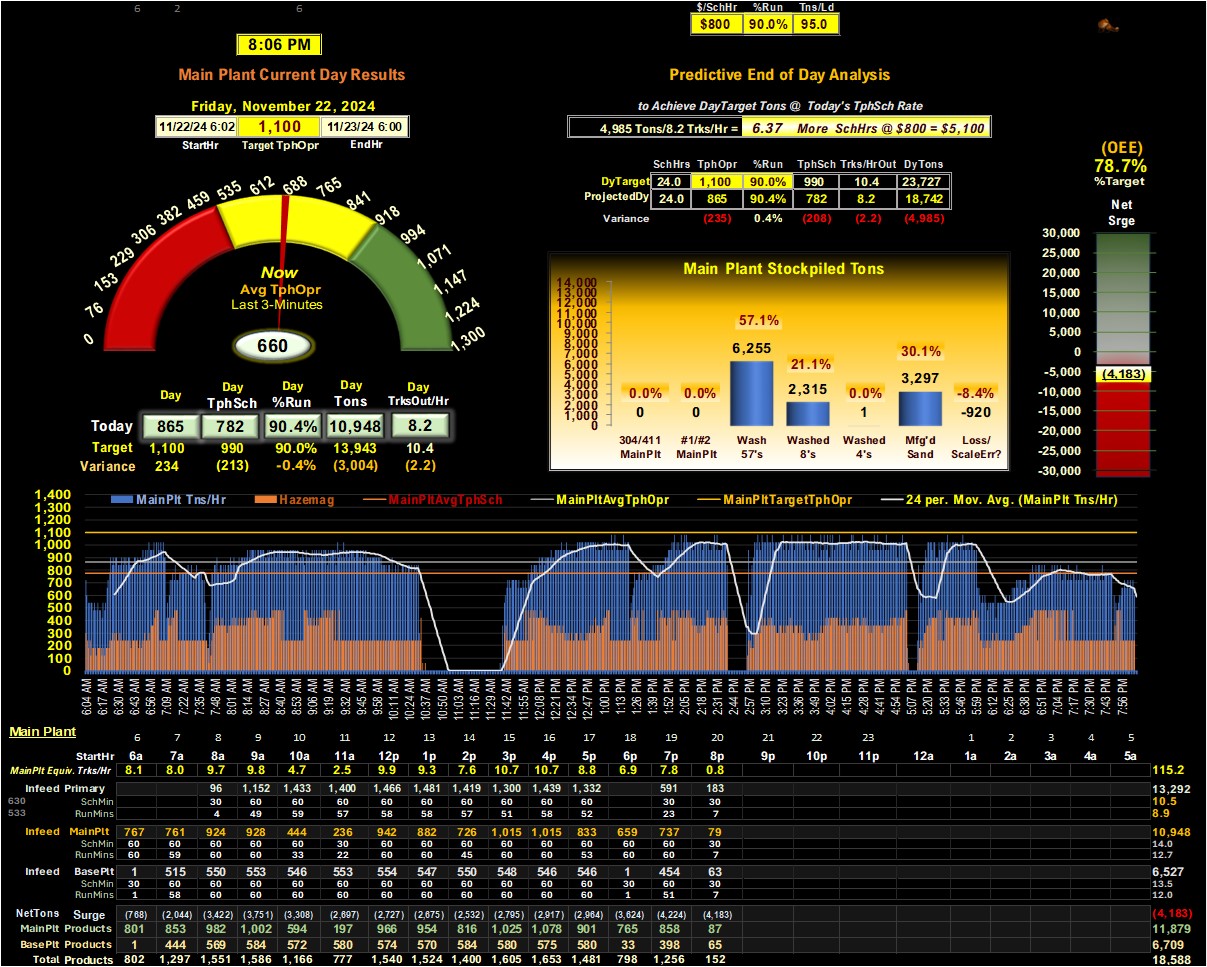 6 2 6
$/SchHr %Run Tns/Ld
$800 90.0% 95.0
8:06 PM
Main Plant Current Day Results
Predictive End of Day Analysis
Friday, November 22, 2024
to Achieve DayTarget Tons @ Today's TphSch Rate
11/22/24 6:02 1,100 11/23/24 6:00
StartHr Target TphOpr EndHr
4,985 Tons/8.2 Trks/Hr = 6.37 More SchHrs @ $800 = $5,100
(OEE)
78.7%
%Target
SchHrs TphOpr %Run TphSch Trks/HrOut DyTons
DyTarget 24.0 1,100 90.0% 990 10.4 23,727
ProjectedDy 24.0 865 90.4% 782 8.2 18,742
Variance (235) 0.4% (208) (2.2) (4,985)
Net
Srge
30,000
25,000
20,000
15,000
10,000
5,000
0
-5,000
-10,000
-15,000
-20,000
-25,000
-30,000
(4,183)
0 76 153 229 306 382 459 535 612 688 765 841 918 994 1,071 1,147 1,224 1,300
Now
Avg TphOpr
Last 3-Minutes
660
Main Plant Stockpiled Tons
14,000
13,000
12,000
11,000
10,000
9,000
8,000
7,000
6,000
5,000
4,000
3,000
2,000
1,000
0
0.0% 0.0% 57.1% 21.1% 0.0% 30.1% -8.4%
0 0 6,255 2,315 1 3,297 -920
304/411 #1/#2 Wash Washed Washed Mfg'd Loss/
MainPlt MainPlt 57's 8's 4's Sand ScaleErr?
Day Day Day Day Day
TphSch %Run Tons TrksOut/Hr
Today 865 782 90.4% 10,948 8.2
Target 1,100 990 90.0% 13,943 10.4
Variance 234 (213) -0.4% (3,004) (2.2)
MainPlt Tns/Hr Hazemag MainPltAvgTphSch MainPltAvgTphOpr MainPltTargetTphOpr 24 per. Mov. Avg. (MainPlt Tns/Hr)
1,400
1,300
1,200
1,100
1,000
900
800
700
600
500
400
300
200
100
0
6:04 AM 6:17 AM 6:30 AM 6:43 AM 6:56 AM 7:09 AM 7:22 AM 7:35 AM 7:48 AM 8:01 AM 8:14 AM 8:27 AM 8:40 AM 8:53 AM 9:06 AM 9:19 AM 9:32 AM 9:45 AM 9:58 AM 10:11 AM 10:24 AM 10:37 AM 10:50 AM 11:03 AM 11:16 AM 11:29 AM 11:42 AM 11:55 AM 12:08 PM 12:21 PM 12:34 PM 12:47 PM 1:00 PM 1:13 PM 1:26 PM 1:39 PM 1:52 PM 2:05 PM 2:18 PM 2:31 PM 2:44 PM 2:57 PM 3:10 PM 3:23 PM 3:36 PM 3:49 PM 4:02 PM 4:15 PM 4:28 PM 4:41 PM 4:54 PM 5:07 PM 5:20 PM 5:33 PM 5:46 PM 5:59 PM 6:12 PM 6:25 PM 6:38 PM 6:51 PM 7:04 PM 7:17 PM 7:30 PM 7:43 PM 7:56 PM
Main Plant
6 7 8 9 10 11 12 13 14 15 16 17 18 19 20 21 22 23 1 2 3 4 5
StartHr 6a 7a 8a 9a 10a 11a 12p 1p 2p 3p 4p 5p 6p 7p 8p 9p 10p 11p 12a 1a 2a 3a 4a 5a
MainPlt Equiv. Trks/Hr 8.1 8.0 9.7 9.8 4.7 2.5 9.9 9.3 7.6 10.7 10.7 8.8 6.9 7.8 0.8 115.2
Infeed Primary 96 1,152 1,433 1,400 1,466 1,481 1,419 1,300 1,439 1,332 591 183 13,292
630 SchMin 30 60 60 60 60 60 60 60 60 60 30 30 10.5
533 RunMins 4 49 59 57 58 58 57 51 58 52 23 7 8.9
Infeed MainPlt 767 761 924 928 444 236 942 882 726 1,015 1,015 833 659 737 79 10,948
SchMin 60 60 60 60 60 30 60 60 60 60 60 60 60 60 30 14.0
RunMins 60 59 60 60 33 22 60 60 45 60 60 53 60 60 7 12.7
Infeed BasePlt 1 515 550 553 546 553 554 547 550 548 546 546 1 454 63 6,527
SchMin 30 60 60 60 60 60 60 60 60 60 60 60 30 60 30 13.5
RunMins 1 58 60 60 60 60 60 60 60 60 60 60 1 51 7 12.0
NetTons Surge (768) (2,044) (3,422) (3,751) (3,308) (2,697) (2,727) (2,675) (2,532) (2,795) (2,917) (2,964) (3,624) (4,224) (4,183) (4,183)
MainPlt Products 801 853 982 1,002 594 197 966 954 816 1,025 1,078 901 765 858 87 11,879
BasePlt Products 1 444 569 584 572 580 574 570 584 580 575 580 33 398 65 6,709
Total Products 802 1,297 1,551 1,586 1,166 777 1,540 1,524 1,400 1,605 1,653 1,481 798 1,256 152 18,588